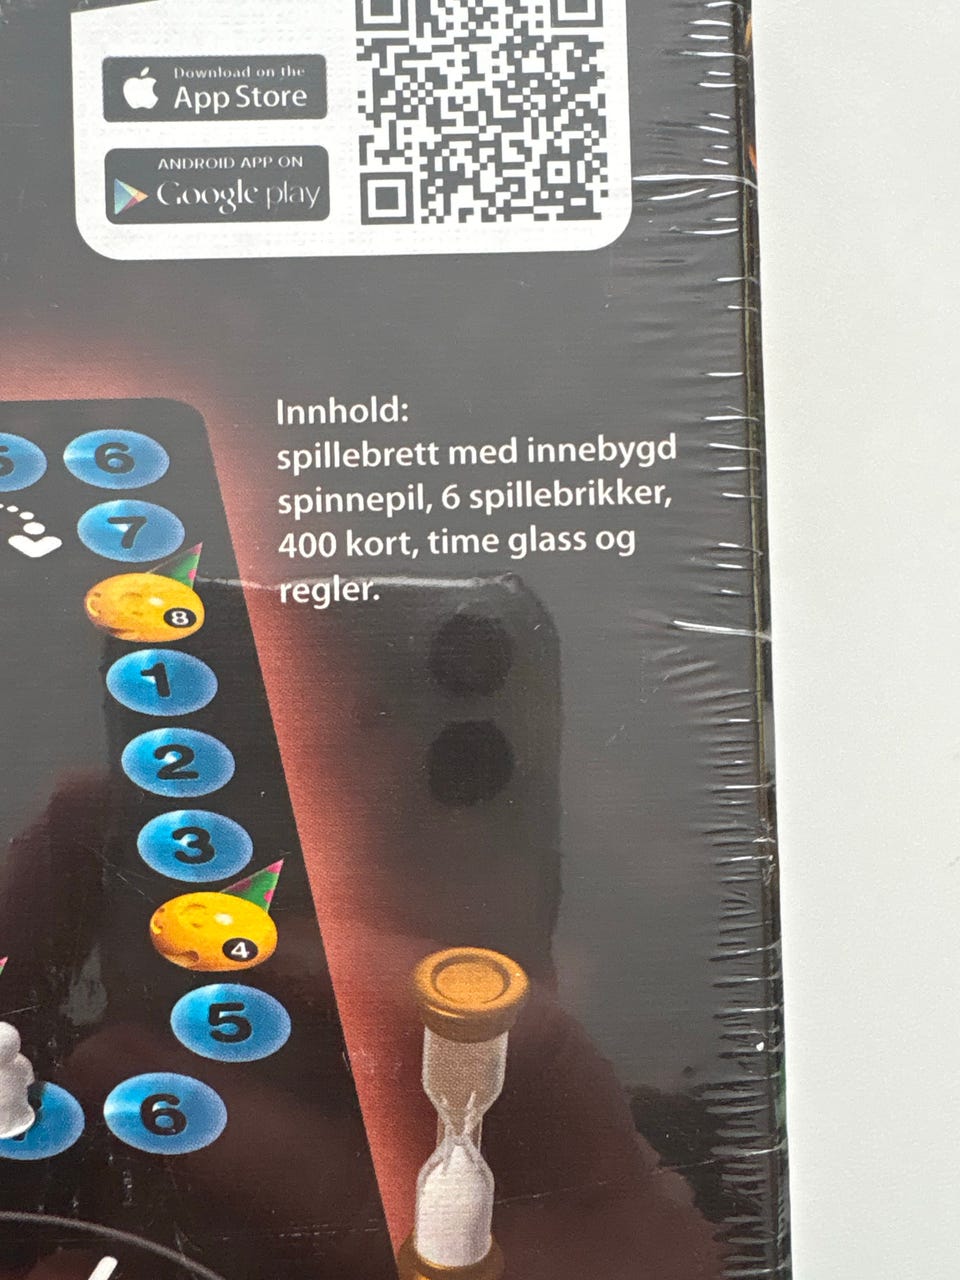 Download on the
App Store
ANDROID APP ON
Google play
Innhold:
spillebrett med innebygd
spinnepil, 6 spillebrikker,
400 kort, time glass og
regler.
5
6
7
8
1
2
3
4
5
6